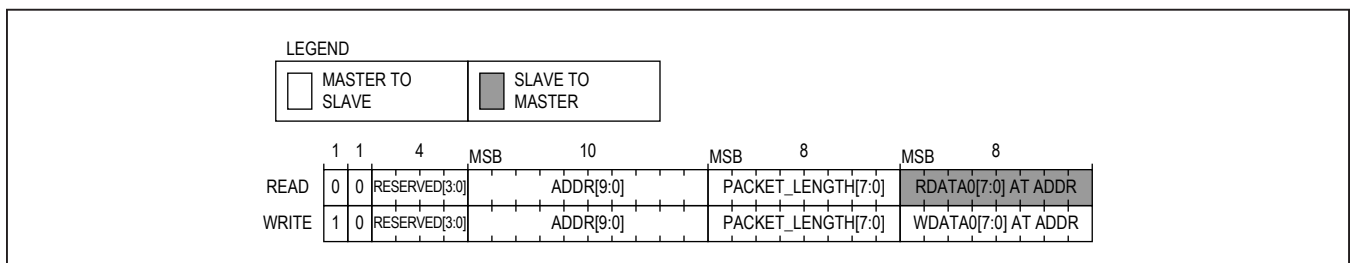 LEGEND
MASTER TO SLAVE SLAVE TO MASTER
1 1 4 MSB 10 MSB 8 MSB 8
READ 0 0 RESERVED[3:0] ADDR[9:0] PACKET_LENGTH[7:0] RDATA0[7:0] AT ADDR
WRITE 1 0 RESERVED[3:0] ADDR[9:0] PACKET_LENGTH[7:0] WDATA0[7:0] AT ADDR